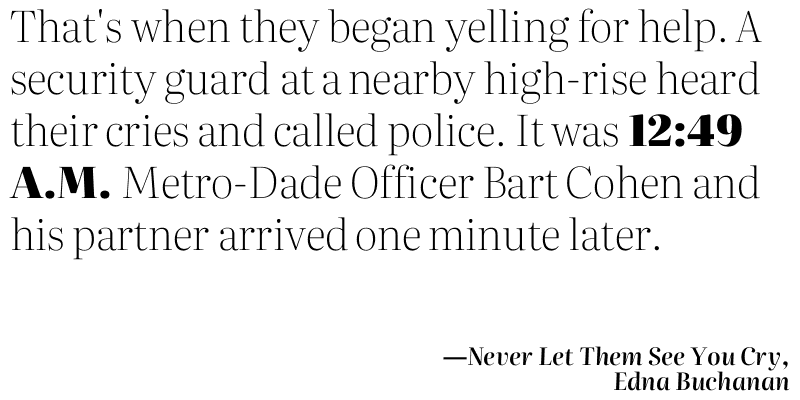 That's when they began yelling for help. A
security guard at a nearby high-rise heard
their cries and called police. It was 12:49
A.M. Metro-Dade Officer Bart Cohen and
his partner arrived one minute later.
—Never Let Them See You Cry,
Edna Buchanan